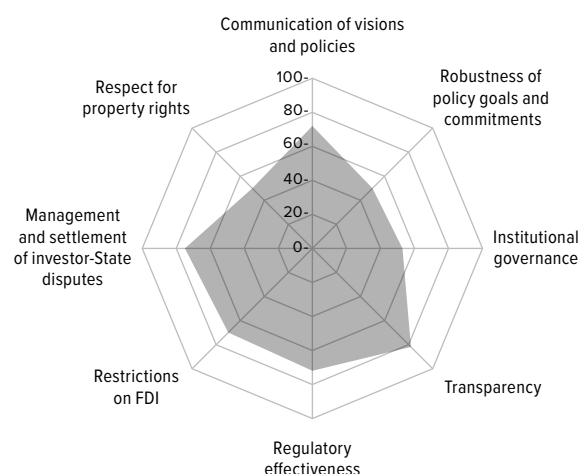 Communication of visions
and policies
Robustness of
policy goals and
commitments
Institutional
governance
Transparency
Regulatory
effectiveness
Restrictions
on FDI
Management
and settlement
of investor-State
disputes
Respect for
property rights
100-
80-
60-
40-
20-
0-